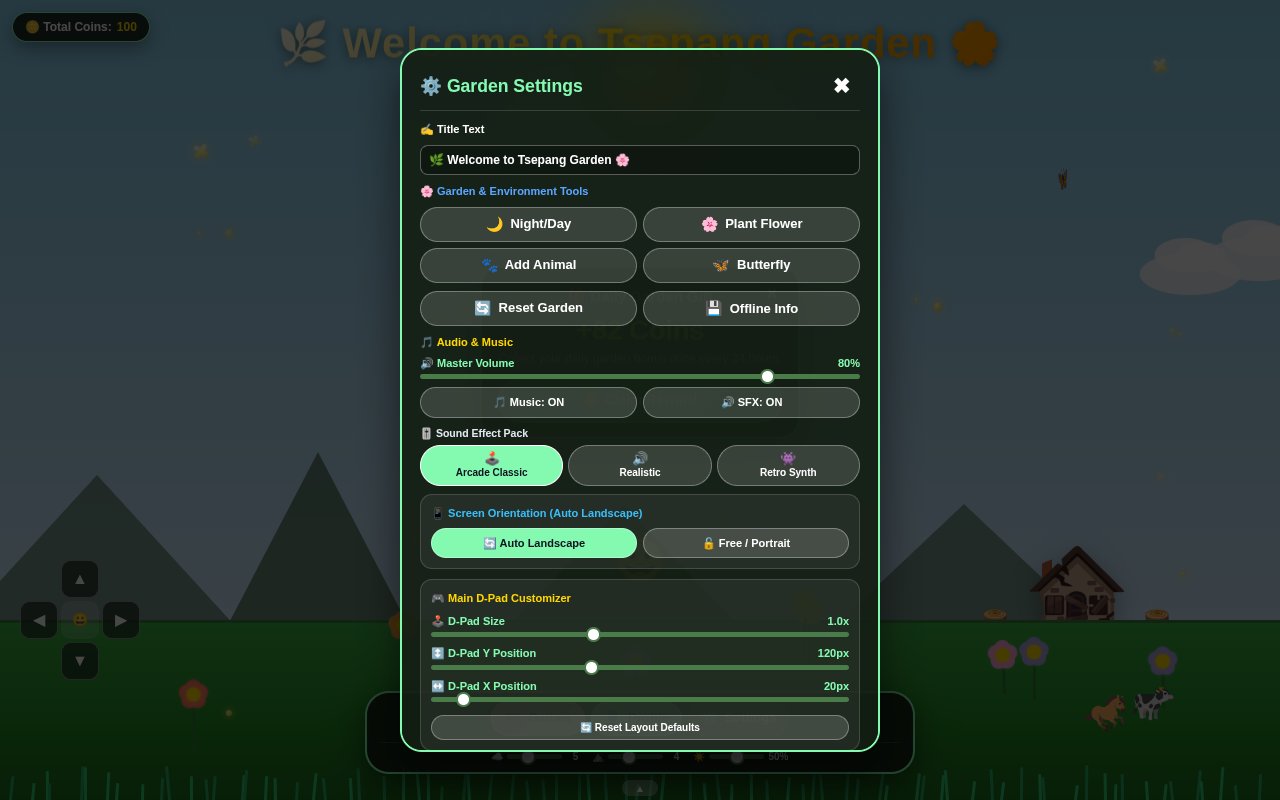 Total Coins: 100
🌿 Welcome to Tsepang Garden 🌸
⚙️ Garden Settings ✖
✍️ Title Text
🌿 Welcome to Tsepang Garden 🌸
🌸 Garden & Environment Tools
🌙 Night/Day
🌸 Plant Flower
🐾 Add Animal
🦋 Butterfly
🔄 Reset Garden
💾 Offline Info
+82 Coins
🎵 Audio & Music
🔊 Master Volume 80%
🎵 Music: ON
🔊 SFX: ON
🎚️ Sound Effect Pack
🕹️ Arcade Classic
🔊 Realistic
👾 Retro Synth
📱 Screen Orientation (Auto Landscape)
🔄 Auto Landscape
🔓 Free / Portrait
🎮 Main D-Pad Customizer
🕹️ D-Pad Size 1.0x
↕️ D-Pad Y Position 120px
↔️ D-Pad X Position 20px
🔄 Reset Layout Defaults
5 4 50%